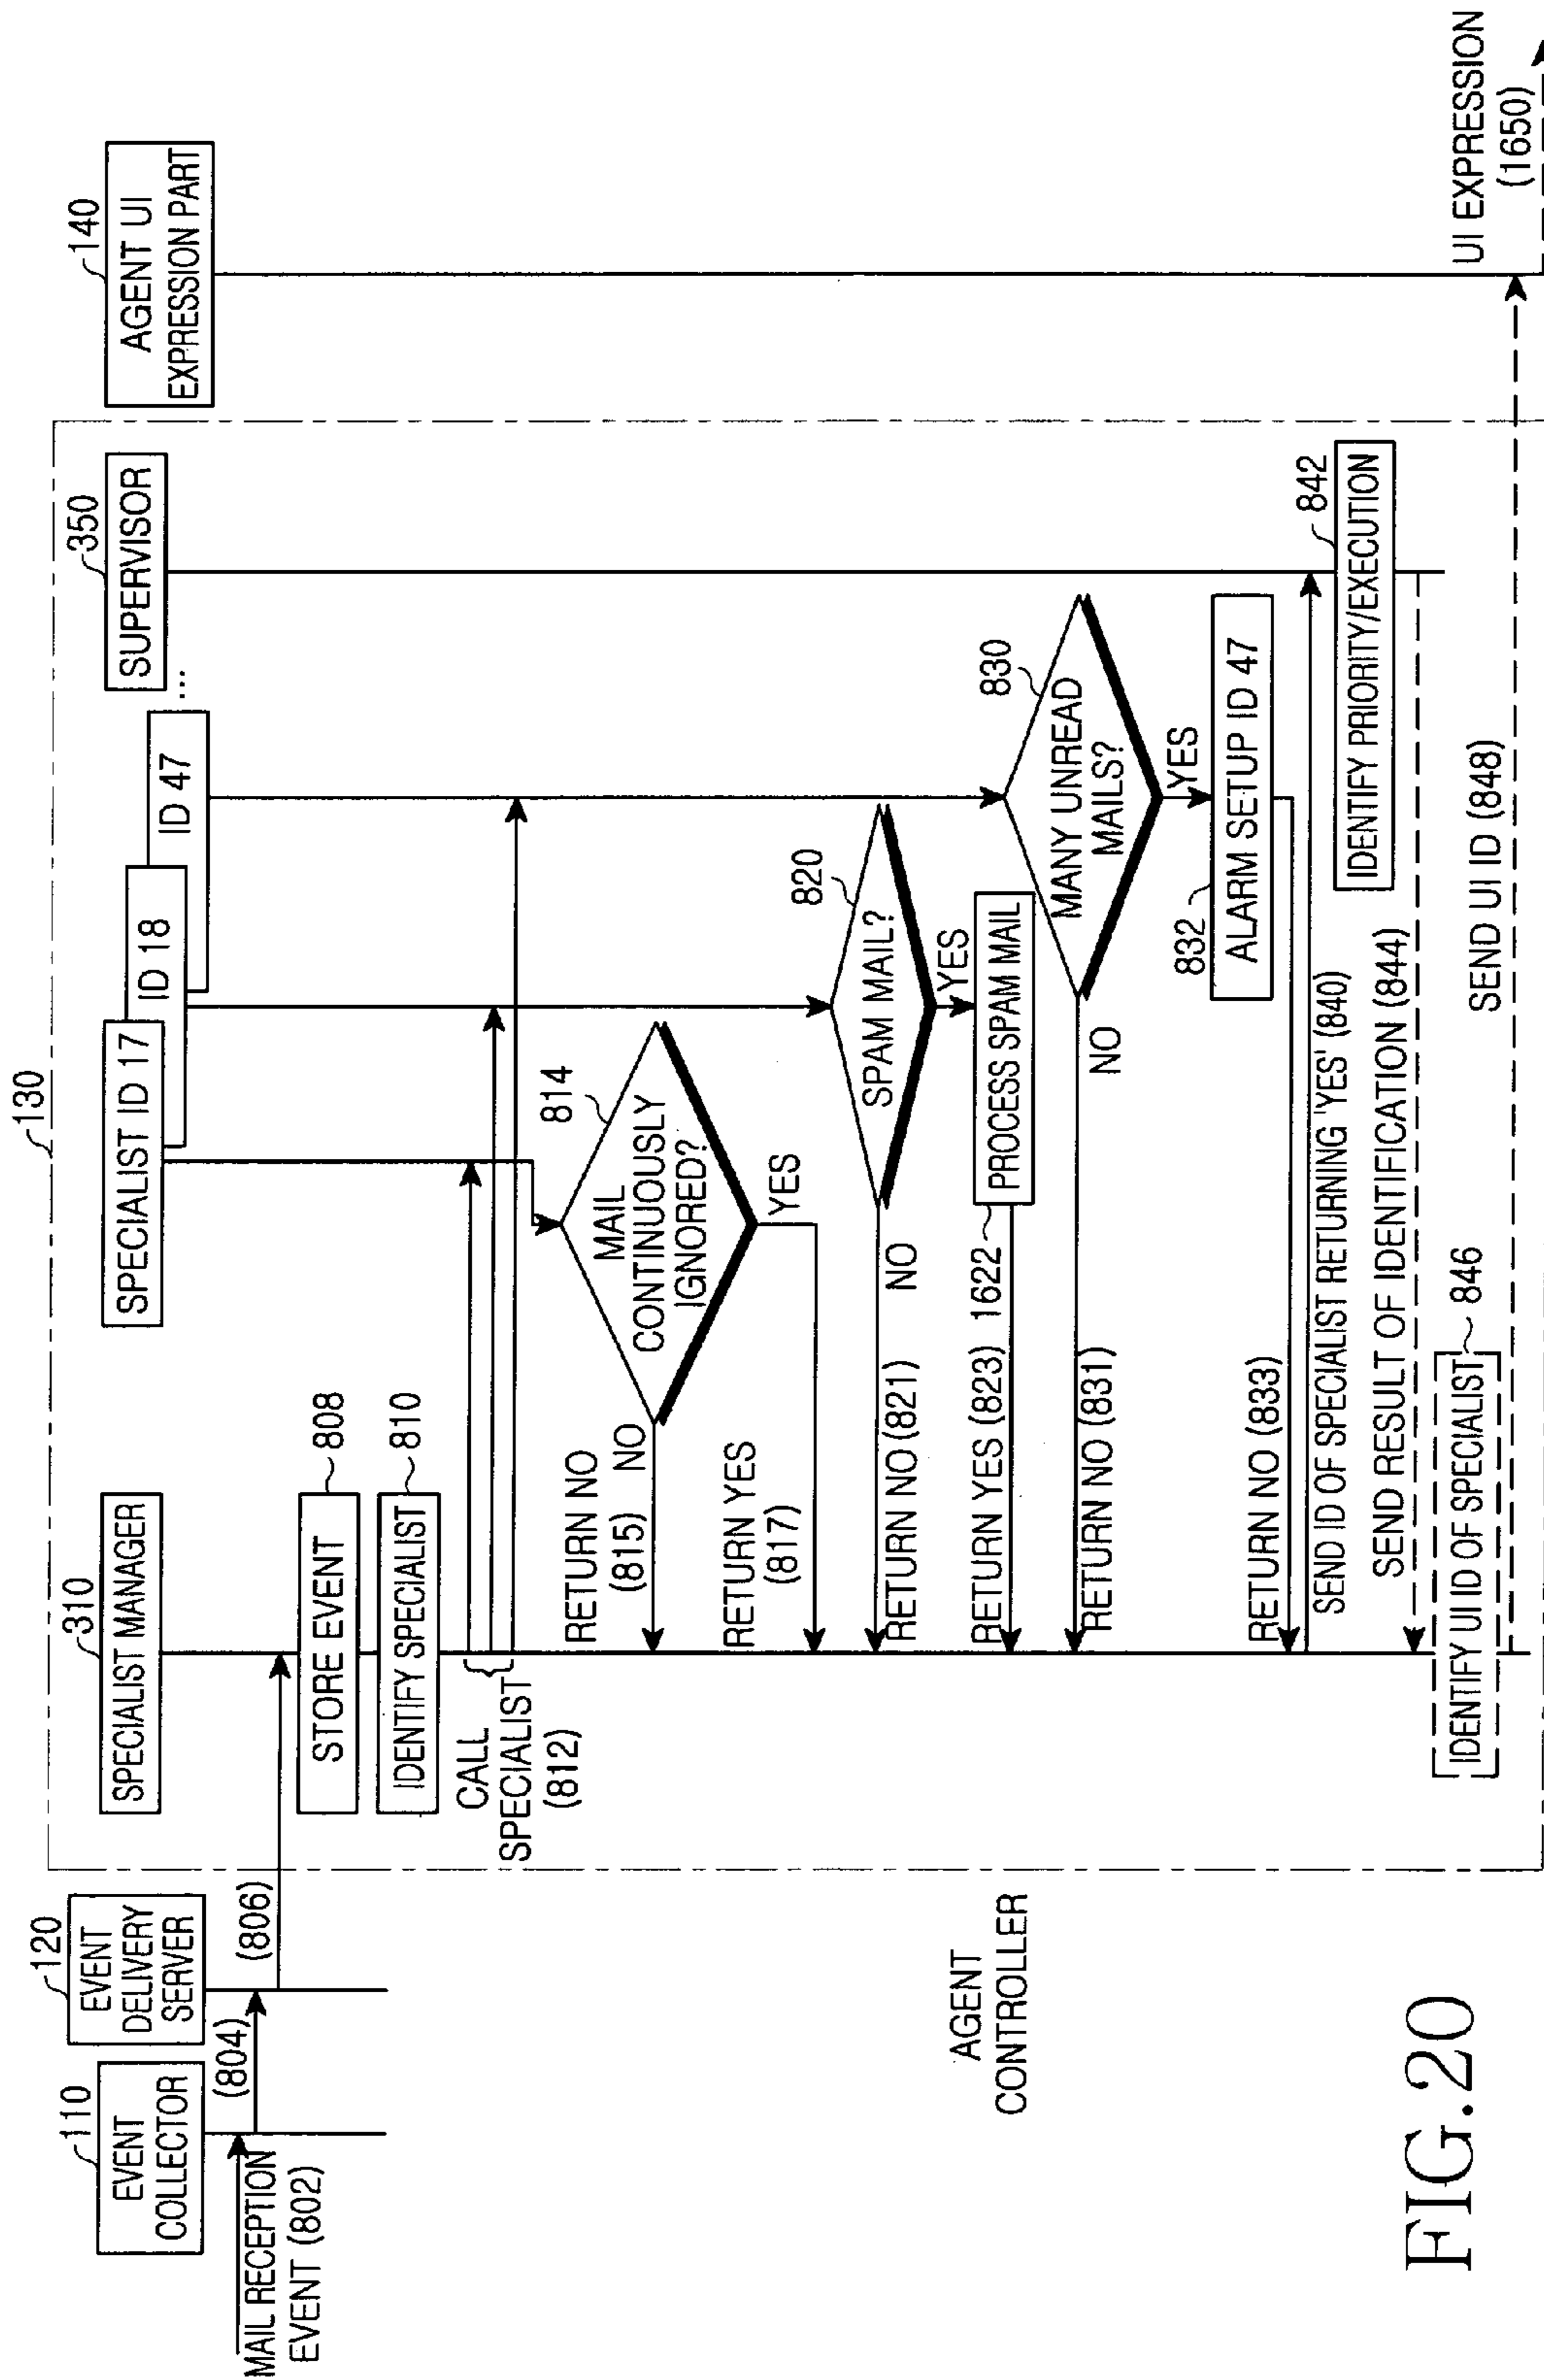 110
EVENT
COLLECTOR
120
EVENT
DELIVERY
SERVER
130
310
SPECIALIST MANAGER
SPECIALIST ID 17
ID 18
ID 47
...
350
SUPERVISOR
140
AGENT UI
EXPRESSION PART
MAIL RECEPTION
EVENT (802)
(804)
(806)
STORE EVENT
808
IDENTIFY SPECIALIST
810
CALL
SPECIALIST
(812)
814
MAIL
CONTINUOUSLY
IGNORED?
RETURN NO
(815)
NO
RETURN YES
(817)
YES
820
SPAM MAIL?
RETURN NO (821)
NO
YES
PROCESS SPAM MAIL
1622
RETURN YES (823)
830
MANY UNREAD
MAILS?
RETURN NO (831)
NO
YES
832
ALARM SETUP ID 47
RETURN NO (833)
SEND ID OF SPECIALIST RETURNING 'YES' (840)
842
IDENTIFY PRIORITY/EXECUTION
SEND RESULT OF IDENTIFICATION (844)
IDENTIFY UI ID OF SPECIALIST
846
SEND UI ID (848)
UI EXPRESSION
(1650)
AGENT
CONTROLLER
FIG.20